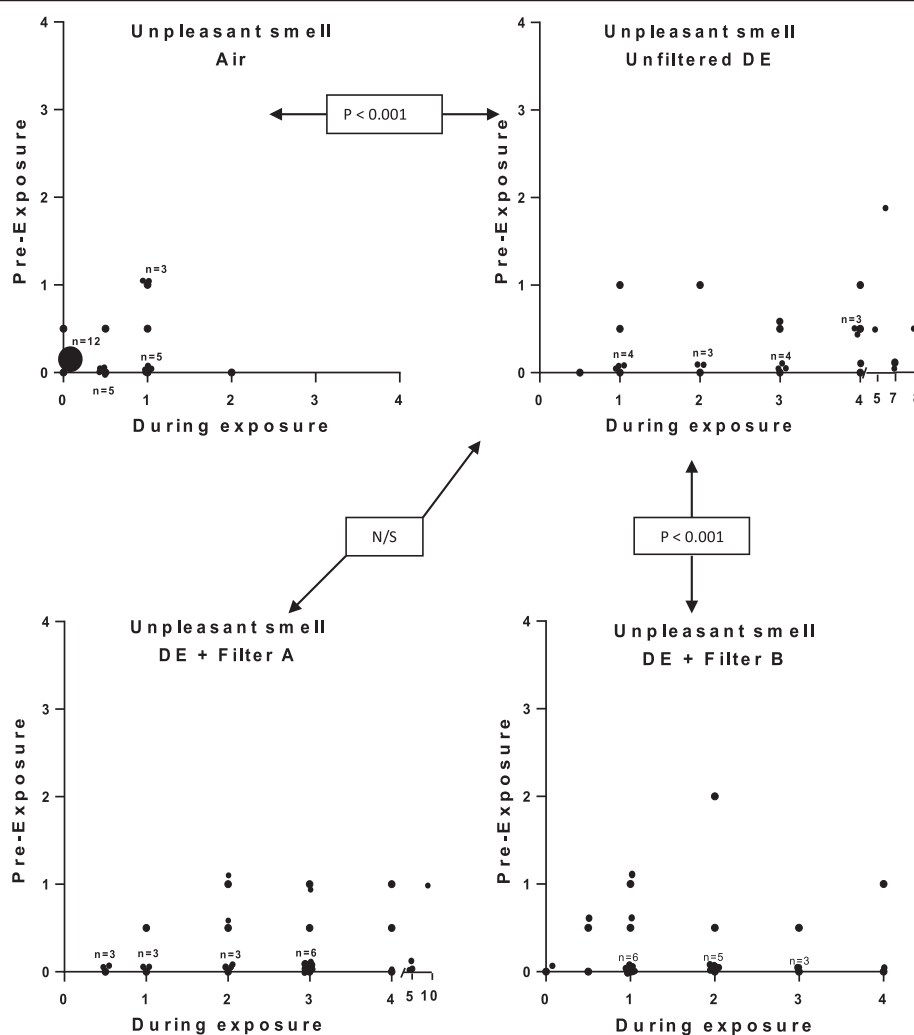 Unpleasant smell
Air
Pre-Exposure
4
3
2
1
0
n=3
n=12
n=5
n=5
0 1 2 4
During exposure
P < 0.001
Unpleasant smell
Unfiltered DE
Pre-Exposure
4
3
2
1
0
n=3
n=4
n=3
n=4
0 1 2 3 4 5 7
During exposure
N/S
P < 0.001
Unpleasant smell
DE + Filter A
Pre-Exposure
4
3
2
1
0
n=3
n=3
n=3
n=6
0 1 2 3 4 5 10
During exposure
Unpleasant smell
DE + Filter B
Pre-Exposure
4
3
2
1
0
n=6
n=5
n=3
0 1 2 3 4
During exposure